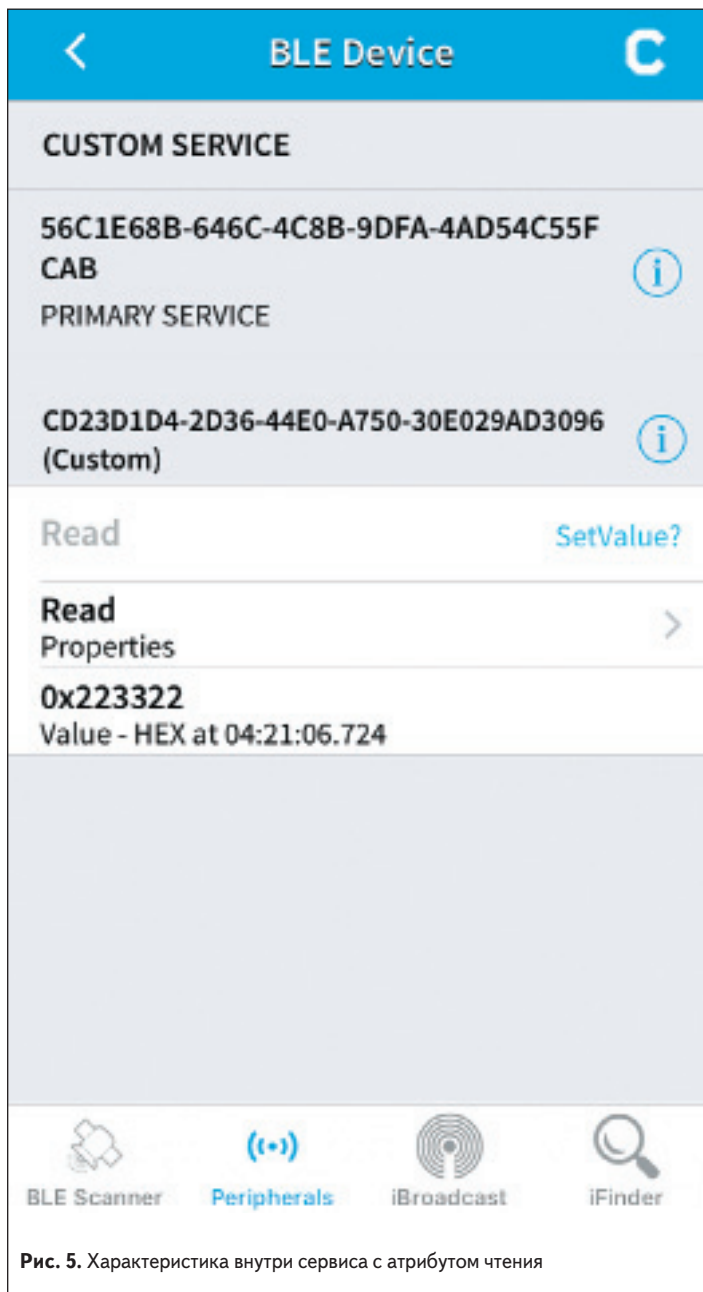 BLE Device
C
CUSTOM SERVICE
56C1E68B-646C-4C8B-9DFA-4AD54C55F
CAB
PRIMARY SERVICE
CD23D1D4-2D36-44E0-A750-30E029AD3096
(Custom)
Read SetValue?
Read
Properties
0x223322
Value - HEX at 04:21:06.724
BLE Scanner Peripherals iBroadcast iFinder
Рис. 5. Характеристика внутри сервиса с атрибутом чтения